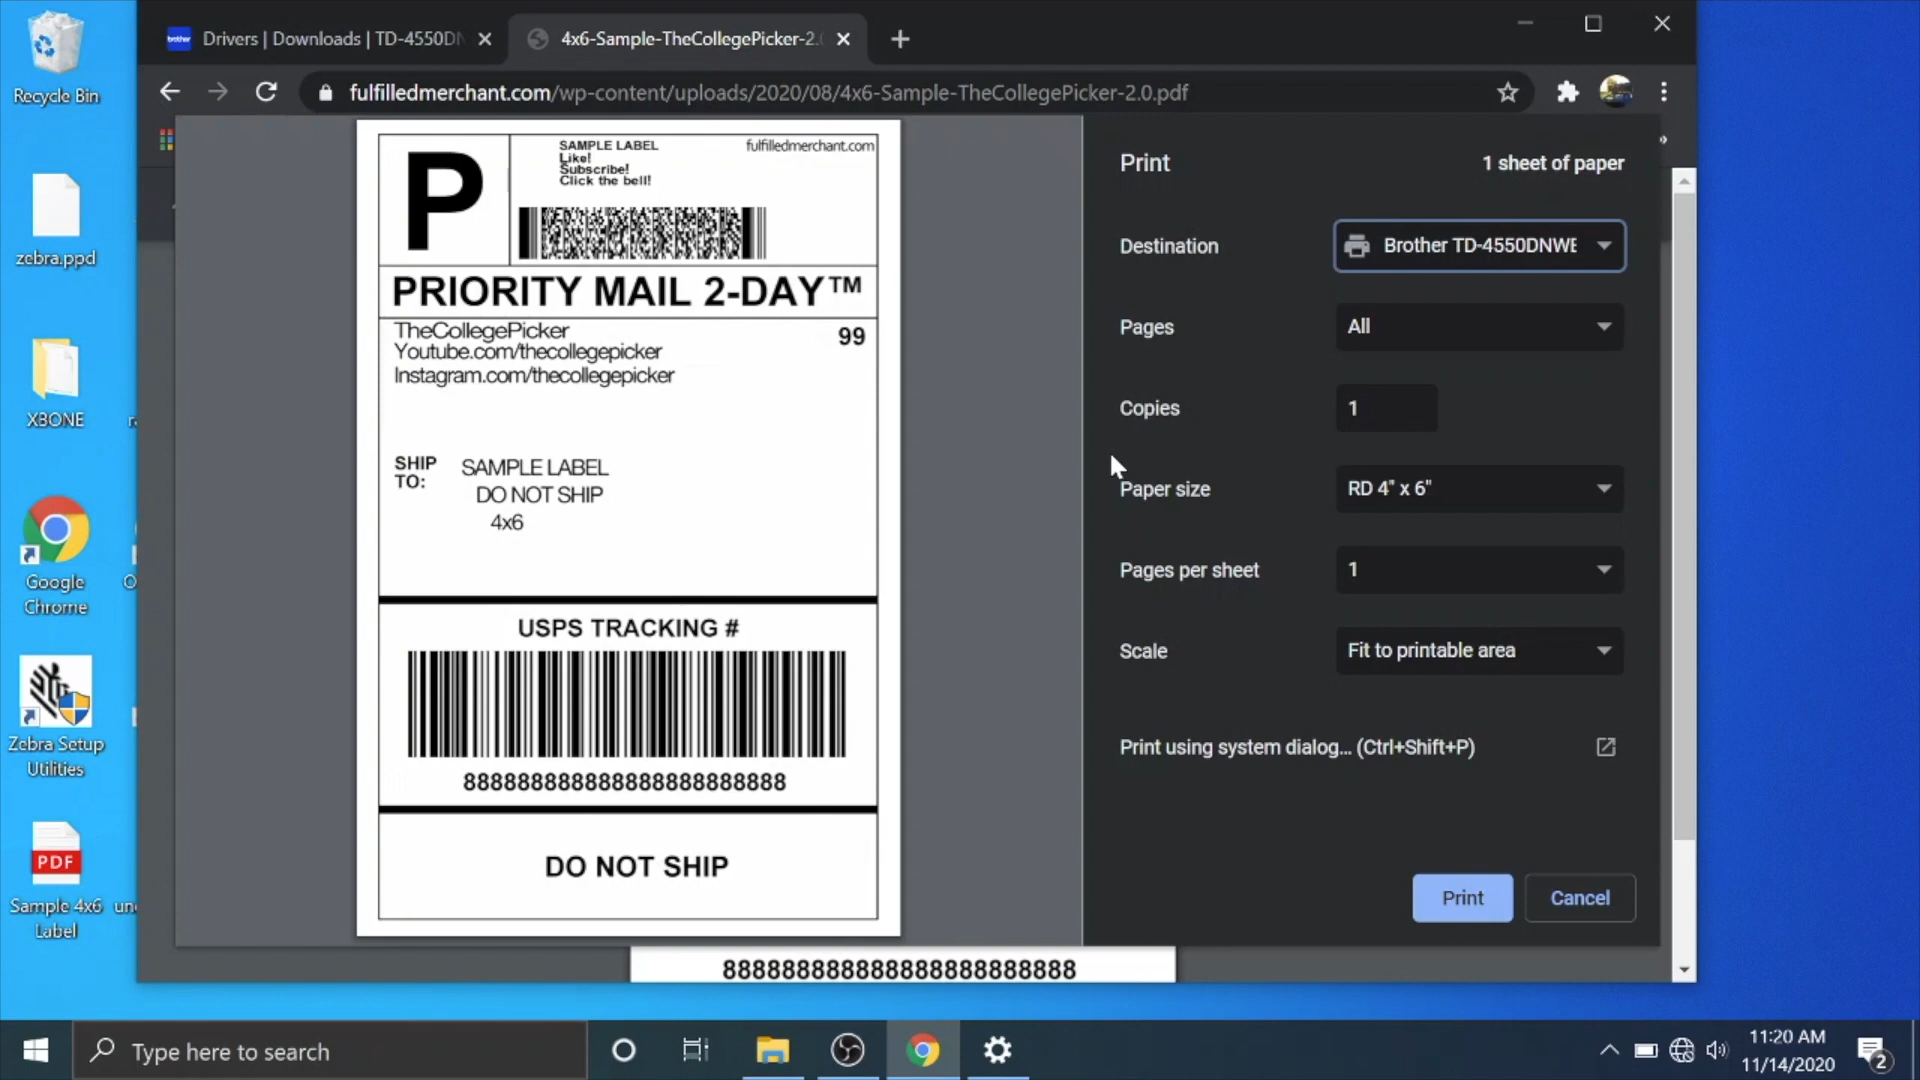 Recycle Bin
zebra.ppd
XBONE
Google
Chrome
Zebra Setup
Utilities
PDF
Sample 4x6
Label
brother
Drivers | Downloads | TD-4550DN
4x6-Sample-TheCollegePicker-2.0
fulfilledmerchant.com/wp-content/uploads/2020/08/4x6-Sample-TheCollegePicker-2.0.pdf
P
SAMPLE LABEL
Like!
Subscribe!
Click the bell!
fulfilledmerchant.com
PRIORITY MAIL 2-DAY™
TheCollegePicker
Youtube.com/thecollegepicker
Instagram.com/thecollegepicker
99
SHIP
TO:
SAMPLE LABEL
DO NOT SHIP
4x6
USPS TRACKING #
888888888888888888888888
DO NOT SHIP
888888888888888888888888
Print
1 sheet of paper
Destination
Brother TD-4550DNWE
Pages
All
Copies
1
Paper size
RD 4" x 6"
Pages per sheet
1
Scale
Fit to printable area
Print using system dialog... (Ctrl+Shift+P)
Print
Cancel
Type here to search
11:20 AM
11/14/2020
2